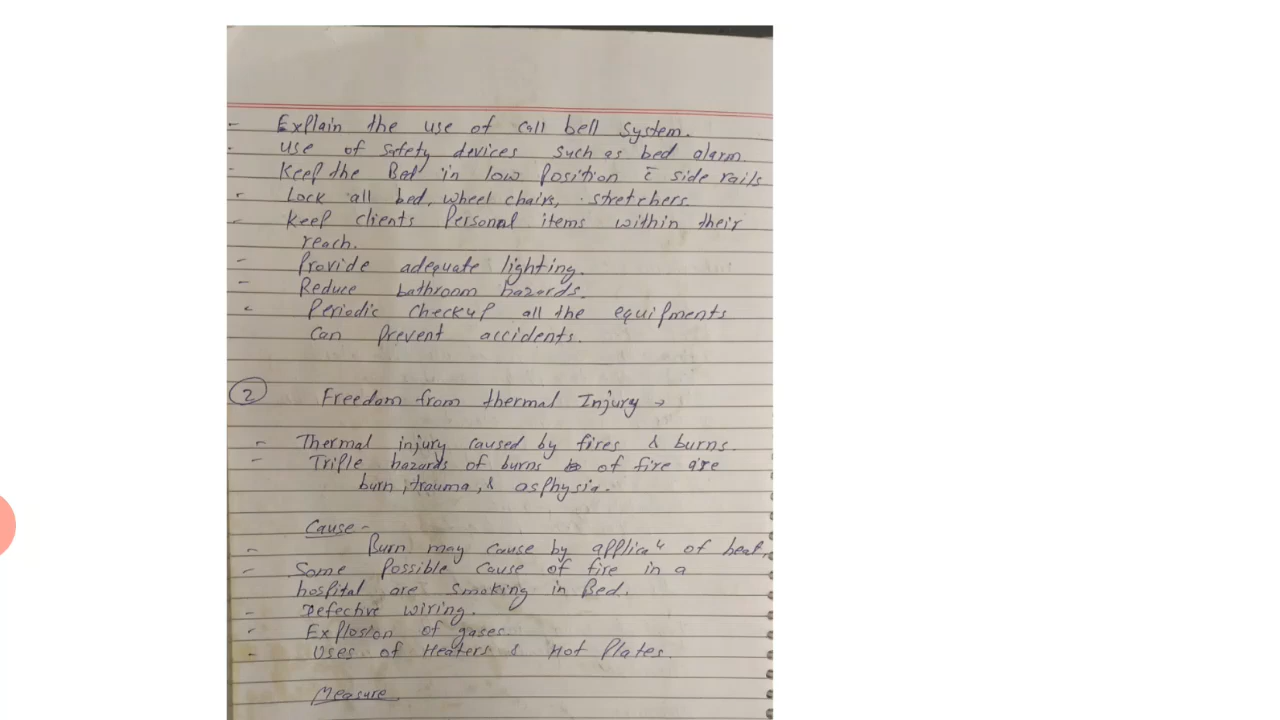 - Explain the use of call bell system.
- use of safety devices such as bed alarm.
- Keep the Bed in low position c̄ side rails
- Lock all bed, wheel chairs, stretchers.
- Keep clients Personal items within their
reach.
- Provide adequate lighting.
- Reduce bathroom hazards.
- Periodic checkup all the equipments
can prevent accidents.
② Freedom from thermal Injury →
- Thermal injury caused by fires & burns.
- Triple hazards of burns of fire are
burn, trauma, & asphysia.
Cause -
- Burn may cause by applicaⁿ of heat,
- Some possible cause of fire in a
hospital are smoking in Bed.
- Defective wiring.
- Explosion of gases.
- Uses of Heaters & Hot Plates.
Measure